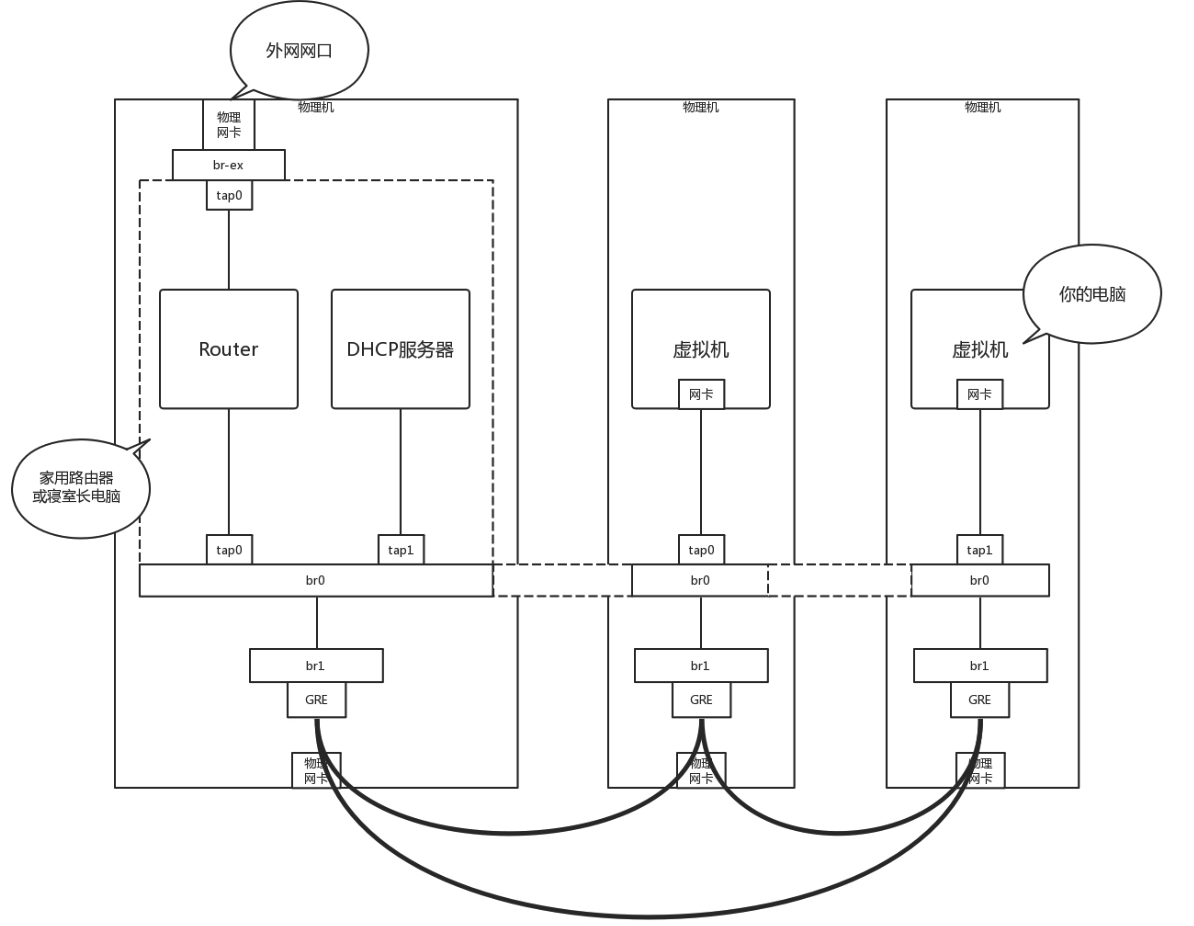 外网网口
物理机
物理机
物理机
物理
网卡
br-ex
tap0
你的电脑
Router
DHCP服务器
虚拟机
虚拟机
网卡
网卡
家用路由器
或寝室长电脑
tap0
tap1
tap0
tap1
br0
br0
br0
br1
br1
br1
GRE
GRE
GRE
物理
网卡
物理
网卡
物理
网卡